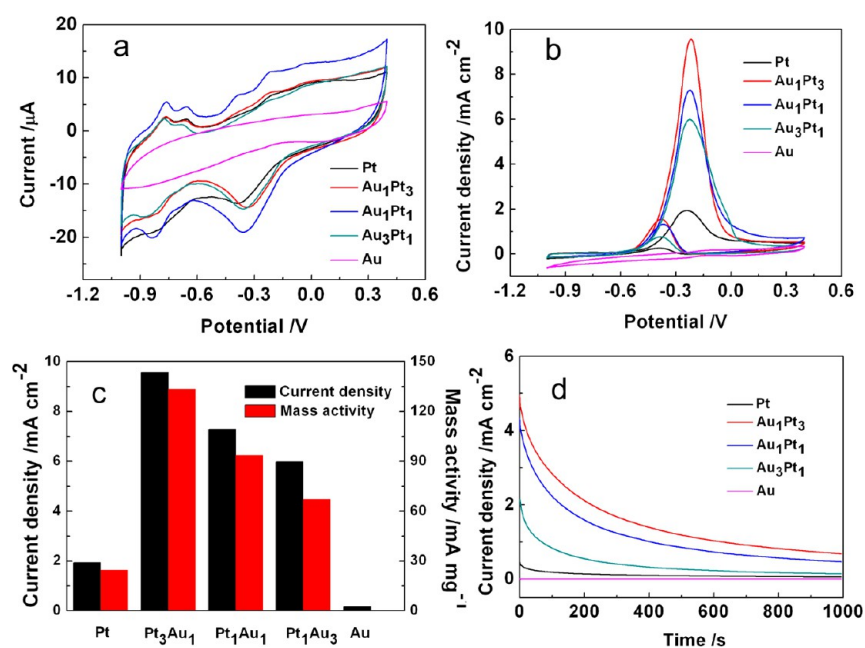 a
Current /μA
20
10
0
-10
-20
Pt
Au1Pt3
Au1Pt1
Au3Pt1
Au
-1.2 -0.9 -0.6 -0.3 0.0 0.3 0.6
Potential /V
b
Current density/mA cm-2
10
8
6
4
2
0
Pt
Au1Pt3
Au1Pt1
Au3Pt1
Au
-1.2 -0.9 -0.6 -0.3 0.0 0.3 0.6
Potential /V
c
Current density /mA cm-2
10
8
6
4
2
0
Current density
Mass activity
150
120
90
60
30
0
Mass activity /mA mg-1
Pt Pt3Au1 Pt1Au1 Pt1Au3 Au
d
Current density /mA cm-2
6
4
2
0
Pt
Au1Pt3
Au1Pt1
Au3Pt1
Au
0 200 400 600 800 1000
Time /s